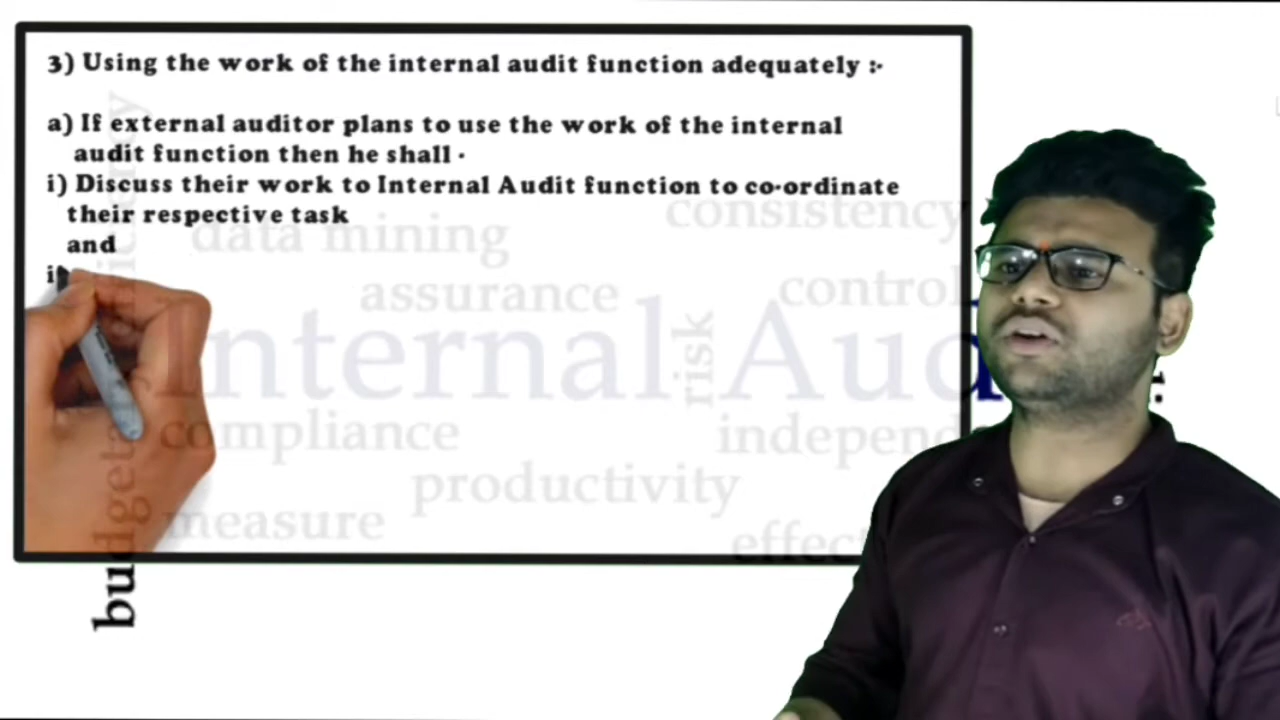 3) Using the work of the internal audit function adequately :-
a) If external auditor plans to use the work of the internal
audit function then he shall -
i) Discuss their work to Internal Audit function to co-ordinate
their respective task
and
i
data mining
consistency
assurance
control
Internal Aud
risk
compliance
independ
productivity
measure
effec
budget